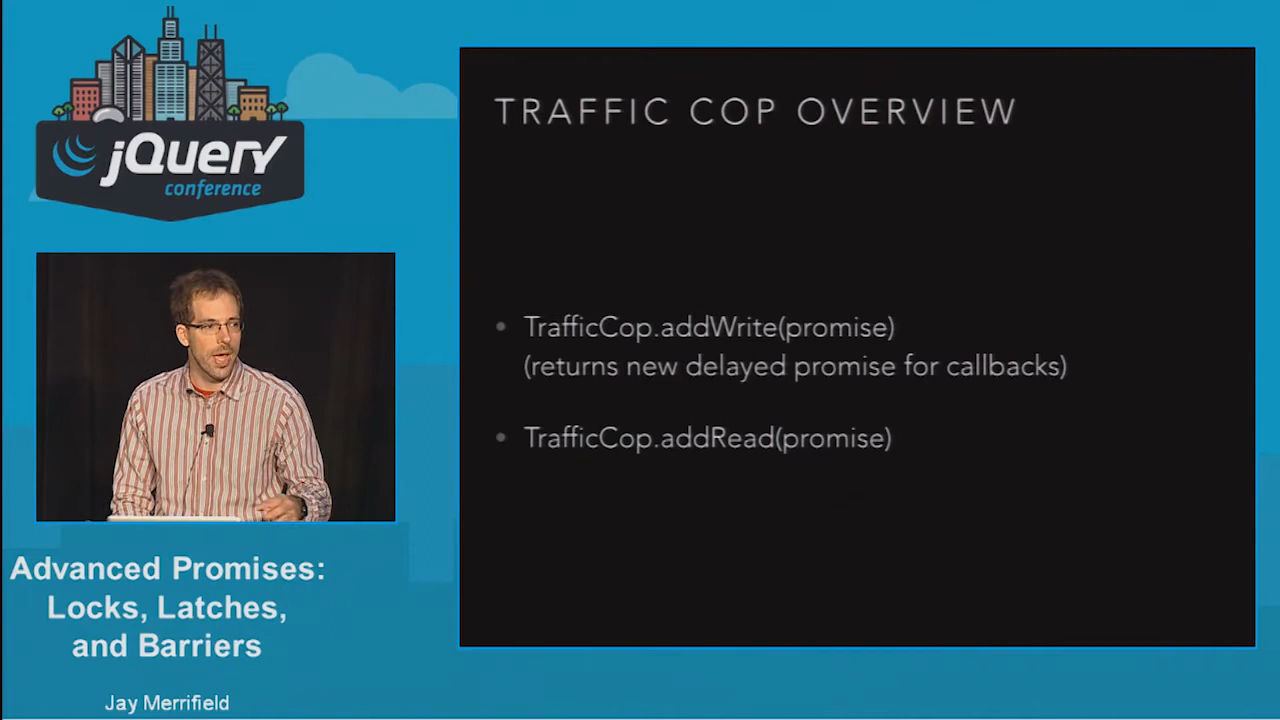 jQuery
conference
TRAFFIC COP OVERVIEW
• TrafficCop.addWrite(promise)
(returns new delayed promise for callbacks)
• TrafficCop.addRead(promise)
Advanced Promises:
Locks, Latches,
and Barriers
Jay Merrifield